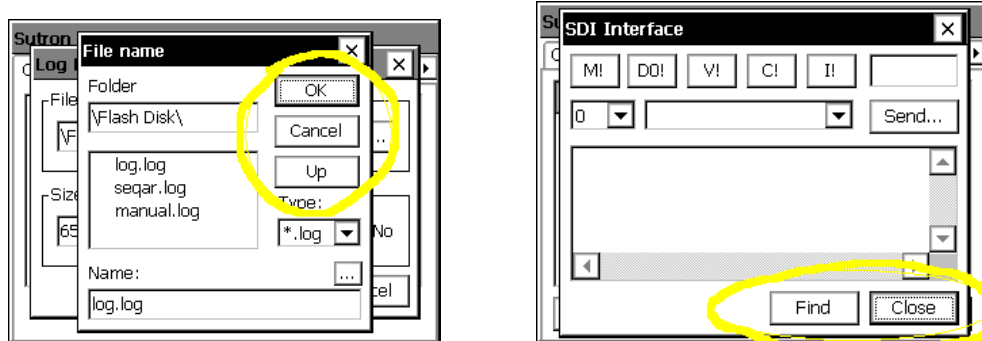 Sutron
Log
File name
Folder
\Flash Disk\
OK
Cancel
Up
File
\F
...
log.log
seqar.log
manual.log
Type:
*.log
Size
65
No
Name:
...
log.log
cel
SDI Interface
M!
D0!
V!
C!
I!
0
Send...
Find
Close